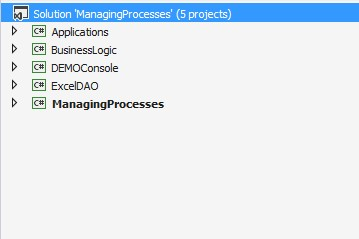 Solution 'ManagingProcesses' (5 projects)
C# Applications
C# BusinessLogic
C# DEMOConsole
C# ExcelDAO
C# ManagingProcesses